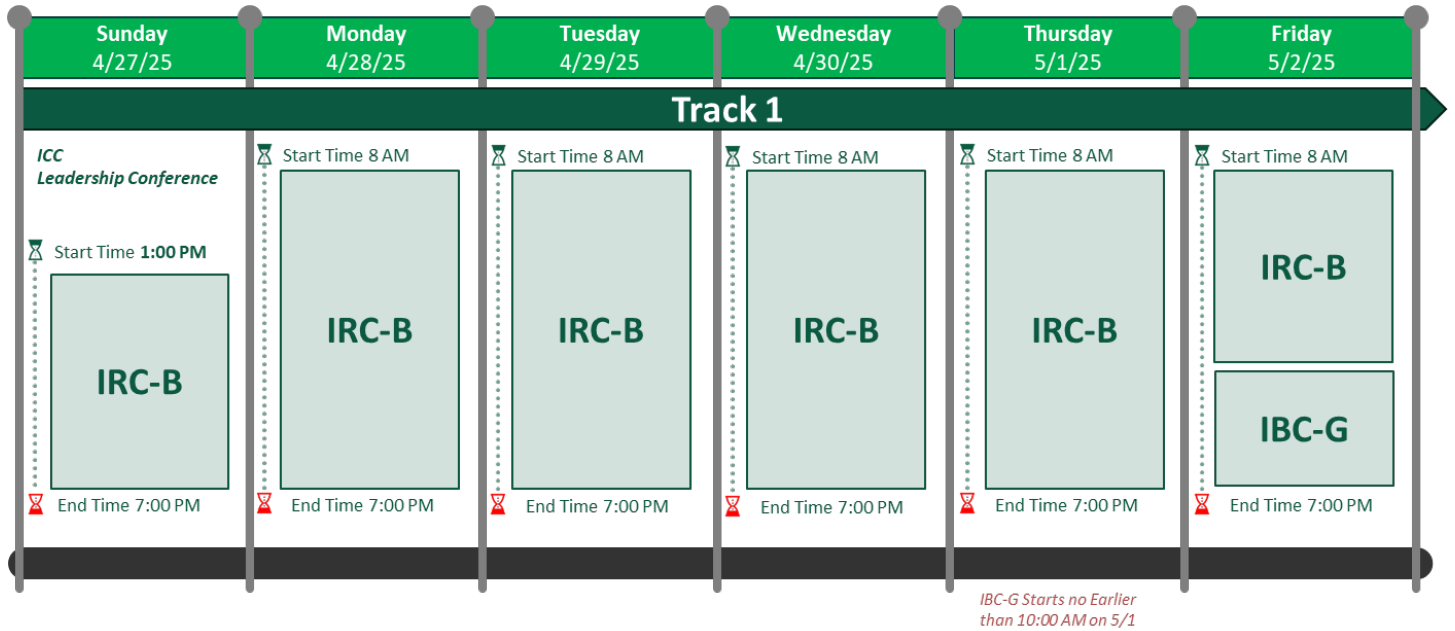 Sunday
4/27/25
Monday
4/28/25
Tuesday
4/29/25
Wednesday
4/30/25
Thursday
5/1/25
Friday
5/2/25
Track 1
ICC
Leadership Conference
Start Time 1:00 PM
IRC-B
End Time 7:00 PM
Start Time 8 AM
IRC-B
End Time 7:00 PM
Start Time 8 AM
IRC-B
End Time 7:00 PM
Start Time 8 AM
IRC-B
End Time 7:00 PM
Start Time 8 AM
IRC-B
End Time 7:00 PM
Start Time 8 AM
IRC-B
IBC-G
End Time 7:00 PM
IBC-G Starts no Earlier
than 10:00 AM on 5/1